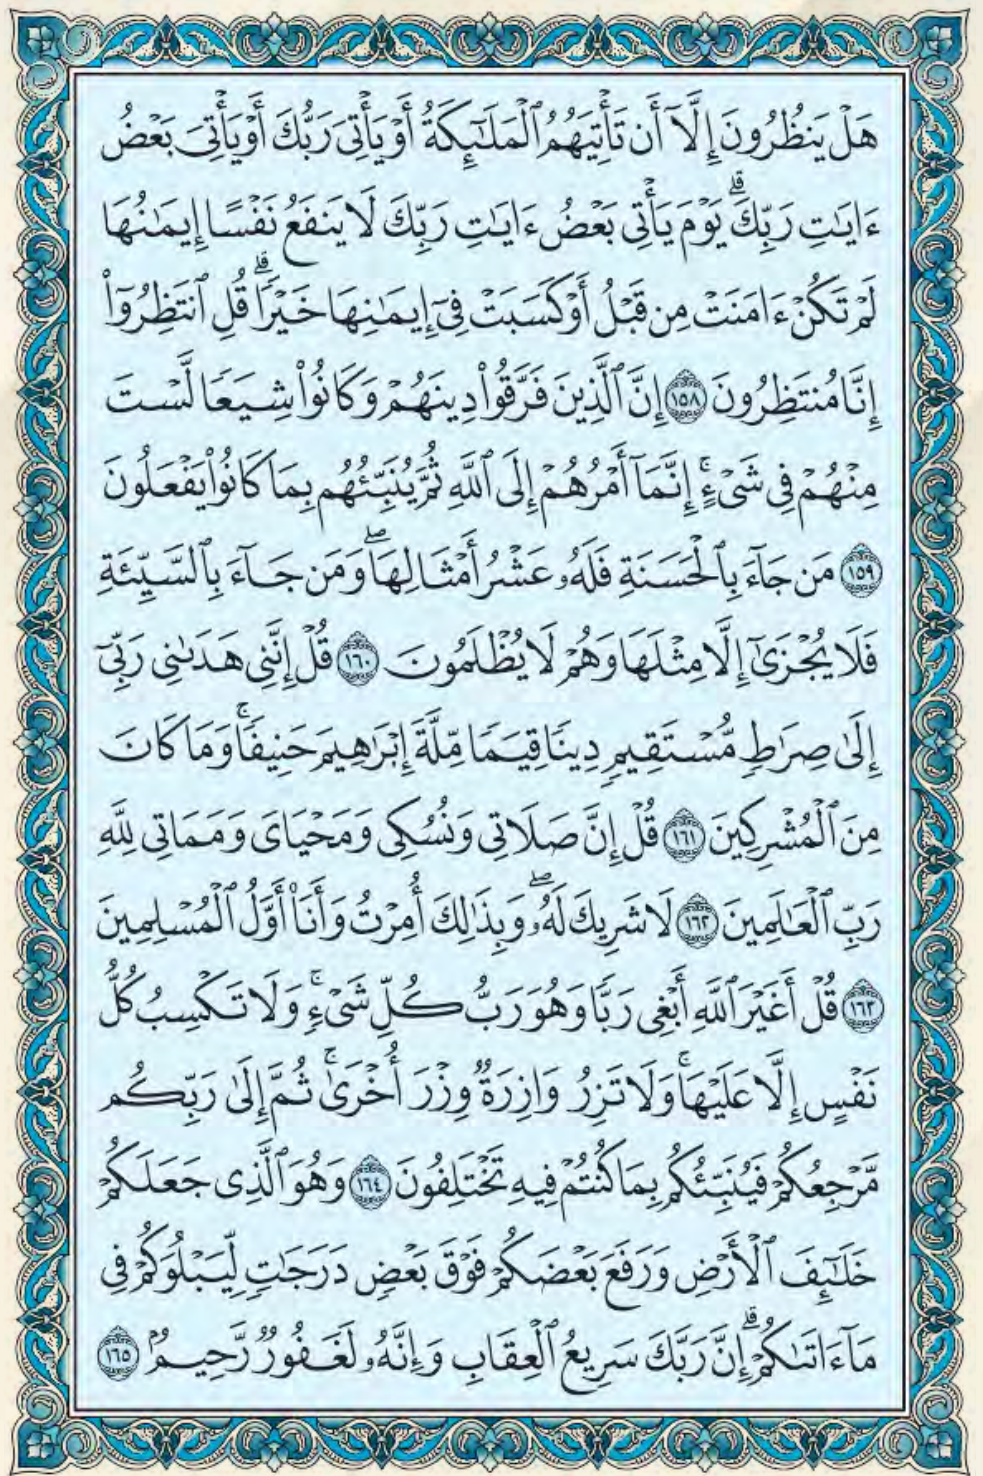 هَلْ يَنظُرُونَ إِلَّآ أَن تَأْتِيَهُمُ ٱلْمَلَـٰٓئِكَةُ أَوْ يَأْتِىَ رَبُّكَ أَوْ يَأْتِىَ بَعْضُ
ءَايَـٰتِ رَبِّكَ ۗ يَوْمَ يَأْتِى بَعْضُ ءَايَـٰتِ رَبِّكَ لَا يَنفَعُ نَفْسًا إِيمَـٰنُهَا
لَمْ تَكُنْ ءَامَنَتْ مِن قَبْلُ أَوْ كَسَبَتْ فِىٓ إِيمَـٰنِهَا خَيْرًا ۗ قُلِ ٱنتَظِرُوٓا۟
إِنَّا مُنتَظِرُونَ ١٥٨ إِنَّ ٱلَّذِينَ فَرَّقُوا۟ دِينَهُمْ وَكَانُوا۟ شِيَعًا لَّسْتَ
مِنْهُمْ فِى شَىْءٍ ۚ إِنَّمَآ أَمْرُهُمْ إِلَى ٱللَّهِ ثُمَّ يُنَبِّئُهُم بِمَا كَانُوا۟ يَفْعَلُونَ
١٥٩ مَن جَآءَ بِٱلْحَسَنَةِ فَلَهُۥ عَشْرُ أَمْثَالِهَا ۖ وَمَن جَآءَ بِٱلسَّيِّئَةِ
فَلَا يُجْزَىٰٓ إِلَّا مِثْلَهَا وَهُمْ لَا يُظْلَمُونَ ١٦٠ قُلْ إِنَّنِى هَدَىٰنِى رَبِّىٓ
إِلَىٰ صِرَٰطٍ مُّسْتَقِيمٍ دِينًا قِيَمًا مِّلَّةَ إِبْرَٰهِيمَ حَنِيفًا ۚ وَمَا كَانَ
مِنَ ٱلْمُشْرِكِينَ ١٦١ قُلْ إِنَّ صَلَاتِى وَنُسُكِى وَمَحْيَاىَ وَمَمَاتِى لِلَّهِ
رَبِّ ٱلْعَـٰلَمِينَ ١٦٢ لَا شَرِيكَ لَهُۥ ۖ وَبِذَٰلِكَ أُمِرْتُ وَأَنَا۠ أَوَّلُ ٱلْمُسْلِمِينَ
١٦٣ قُلْ أَغَيْرَ ٱللَّهِ أَبْغِى رَبًّا وَهُوَ رَبُّ كُلِّ شَىْءٍ ۚ وَلَا تَكْسِبُ كُلُّ
نَفْسٍ إِلَّا عَلَيْهَا ۚ وَلَا تَزِرُ وَازِرَةٌ وِزْرَ أُخْرَىٰ ۚ ثُمَّ إِلَىٰ رَبِّكُم
مَّرْجِعُكُمْ فَيُنَبِّئُكُم بِمَا كُنتُمْ فِيهِ تَخْتَلِفُونَ ١٦٤ وَهُوَ ٱلَّذِى جَعَلَكُمْ
خَلَـٰٓئِفَ ٱلْأَرْضِ وَرَفَعَ بَعْضَكُمْ فَوْقَ بَعْضٍ دَرَجَـٰتٍ لِّيَبْلُوَكُمْ فِى
مَآ ءَاتَىٰكُمْ ۗ إِنَّ رَبَّكَ سَرِيعُ ٱلْعِقَابِ وَإِنَّهُۥ لَغَفُورٌ رَّحِيمٌۢ ١٦٥